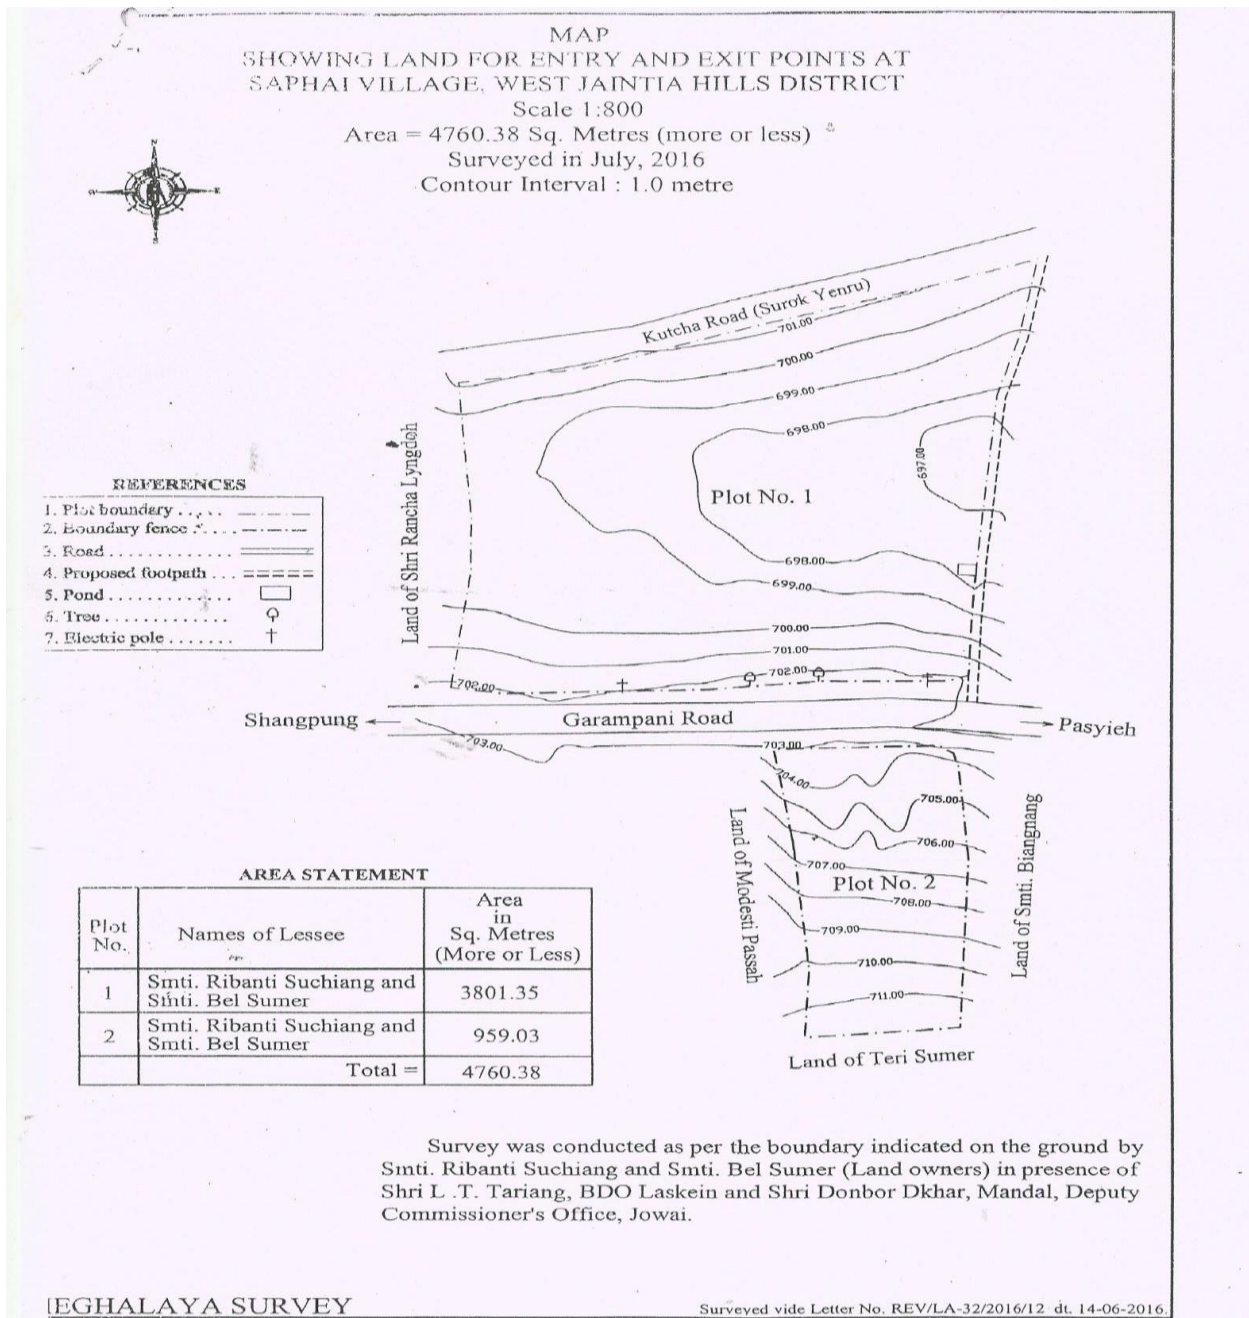 MAP
SHOWING LAND FOR ENTRY AND EXIT POINTS AT
SAPHAI VILLAGE, WEST JAINTIA HILLS DISTRICT
Scale 1:800
Area = 4760.38 Sq. Metres (more or less)
Surveyed in July, 2016
Contour Interval : 1.0 metre
N
W
E
S
Kutcha Road (Surok Yenru)
701.00
700.00
699.00
698.00
697.00
Plot No. 1
Land of Shri Rancha Lyngdoh
REFERENCES
1. Plot boundary . . . . .
2. Boundary fence . . . . .
3. Road . . . . . . . . . . . .
4. Proposed footpath . . .
5. Pond . . . . . . . . . . . .
6. Tree . . . . . . . . . . . .
7. Electric pole . . . . . . .
698.00
699.00
700.00
701.00
702.00
702.00
Shangpung
Garampani Road
Pasyieh
703.00
703.00
704.00
705.00
706.00
707.00
Plot No. 2
708.00
709.00
710.00
711.00
Land of Modesti Passah
Land of Smti. Biangnang
Land of Teri Sumer
AREA STATEMENT
Plot No. Names of Lessee Area in Sq. Metres (More or Less)
1 Smti. Ribanti Suchiang and Smti. Bel Sumer 3801.35
2 Smti. Ribanti Suchiang and Smti. Bel Sumer 959.03
Total = 4760.38
Survey was conducted as per the boundary indicated on the ground by
Smti. Ribanti Suchiang and Smti. Bel Sumer (Land owners) in presence of
Shri L .T. Tariang, BDO Laskein and Shri Donbor Dkhar, Mandal, Deputy
Commissioner's Office, Jowai.
EGHALAYA SURVEY
Surveyed vide Letter No. REV/LA-32/2016/12 dt. 14-06-2016.